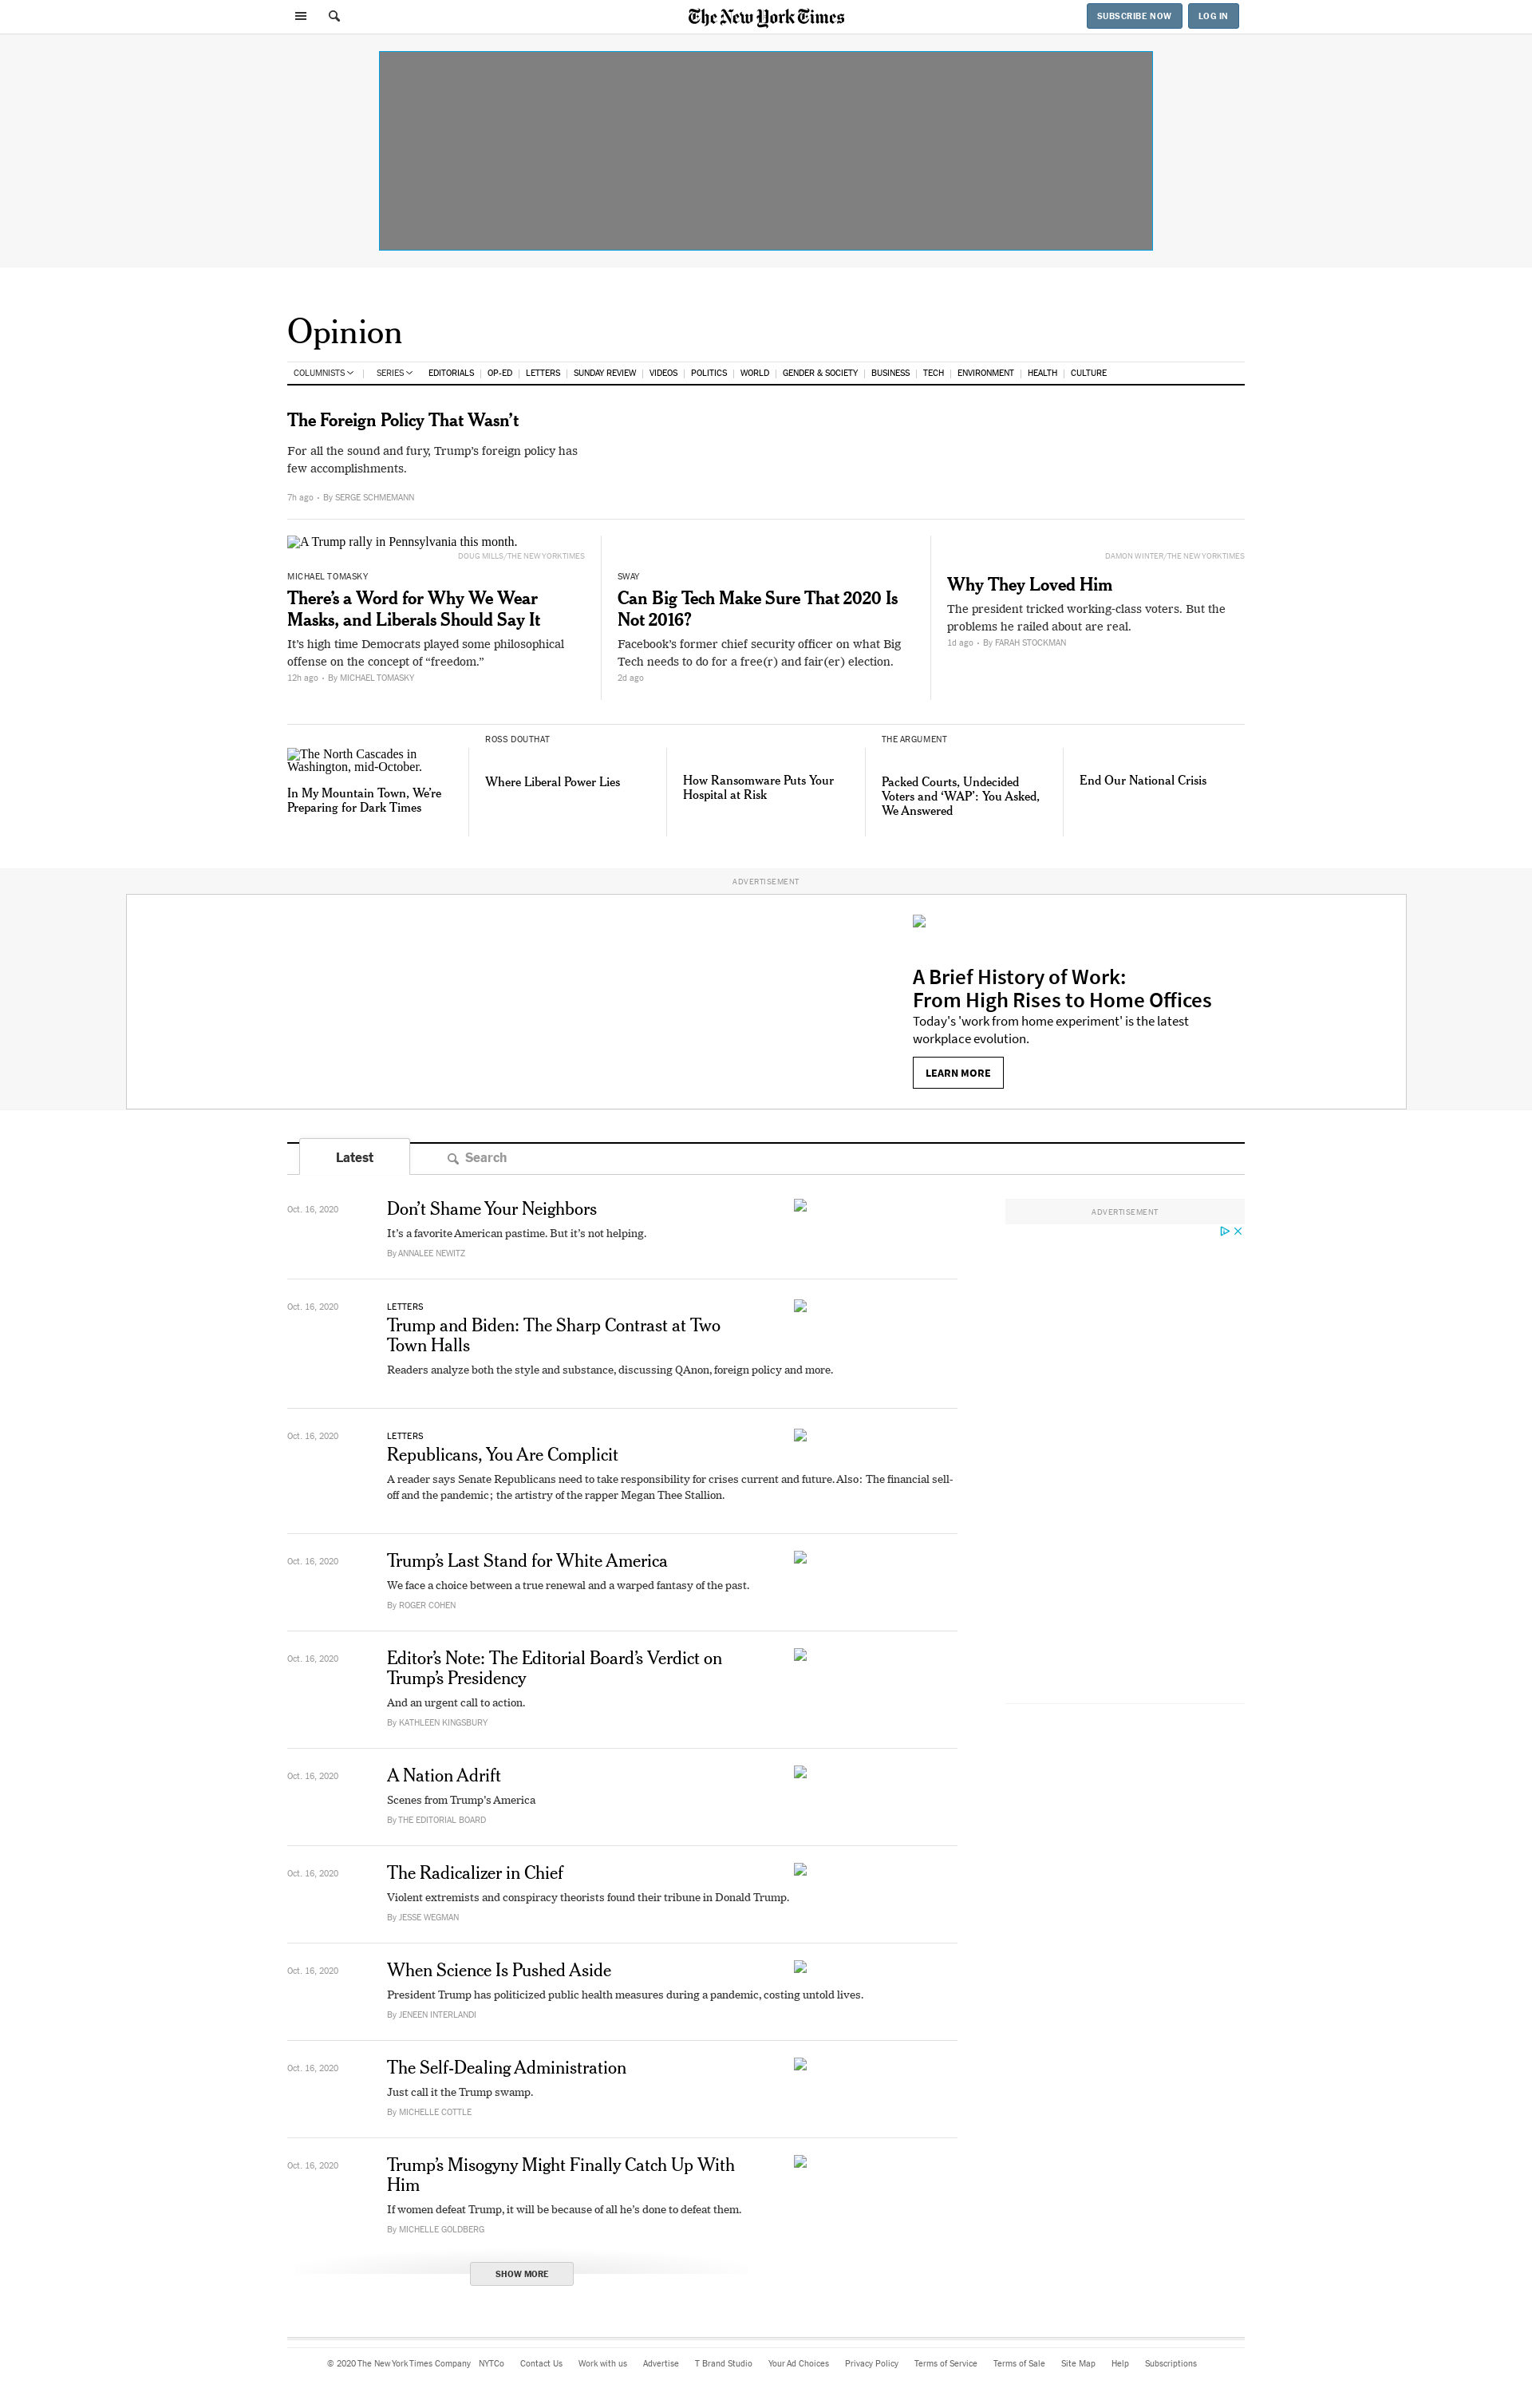 The New York Times
SUBSCRIBE NOW
LOG IN
Opinion
COLUMNISTS
SERIES
EDITORIALS
OP-ED
LETTERS
SUNDAY REVIEW
VIDEOS
POLITICS
WORLD
GENDER & SOCIETY
BUSINESS
TECH
ENVIRONMENT
HEALTH
CULTURE
The Foreign Policy That Wasn’t
For all the sound and fury, Trump’s foreign policy has
few accomplishments.
7h ago • By SERGE SCHMEMANN
A Trump rally in Pennsylvania this month.
DOUG MILLS/THE NEW YORK TIMES
MICHAEL TOMASKY
There’s a Word for Why We Wear
Masks, and Liberals Should Say It
It’s high time Democrats played some philosophical
offense on the concept of “freedom.”
12h ago • By MICHAEL TOMASKY
SWAY
Can Big Tech Make Sure That 2020 Is
Not 2016?
Facebook’s former chief security officer on what Big
Tech needs to do for a free(r) and fair(er) election.
2d ago
DAMON WINTER/THE NEW YORK TIMES
Why They Loved Him
The president tricked working-class voters. But the
problems he railed about are real.
1d ago • By FARAH STOCKMAN
The North Cascades in
Washington, mid-October.
In My Mountain Town, We’re
Preparing for Dark Times
ROSS DOUTHAT
Where Liberal Power Lies
How Ransomware Puts Your
Hospital at Risk
THE ARGUMENT
Packed Courts, Undecided
Voters and ‘WAP’: You Asked,
We Answered
End Our National Crisis
ADVERTISEMENT
A Brief History of Work:
From High Rises to Home Offices
Today's 'work from home experiment' is the latest
workplace evolution.
LEARN MORE
Latest
Search
Oct. 16, 2020
Don’t Shame Your Neighbors
It’s a favorite American pastime. But it’s not helping.
By ANNALEE NEWITZ
ADVERTISEMENT
Oct. 16, 2020
LETTERS
Trump and Biden: The Sharp Contrast at Two
Town Halls
Readers analyze both the style and substance, discussing QAnon, foreign policy and more.
Oct. 16, 2020
LETTERS
Republicans, You Are Complicit
A reader says Senate Republicans need to take responsibility for crises current and future. Also: The financial sell-
off and the pandemic; the artistry of the rapper Megan Thee Stallion.
Oct. 16, 2020
Trump’s Last Stand for White America
We face a choice between a true renewal and a warped fantasy of the past.
By ROGER COHEN
Oct. 16, 2020
Editor’s Note: The Editorial Board’s Verdict on
Trump’s Presidency
And an urgent call to action.
By KATHLEEN KINGSBURY
Oct. 16, 2020
A Nation Adrift
Scenes from Trump’s America
By THE EDITORIAL BOARD
Oct. 16, 2020
The Radicalizer in Chief
Violent extremists and conspiracy theorists found their tribune in Donald Trump.
By JESSE WEGMAN
Oct. 16, 2020
When Science Is Pushed Aside
President Trump has politicized public health measures during a pandemic, costing untold lives.
By JENEEN INTERLANDI
Oct. 16, 2020
The Self-Dealing Administration
Just call it the Trump swamp.
By MICHELLE COTTLE
Oct. 16, 2020
Trump’s Misogyny Might Finally Catch Up With
Him
If women defeat Trump, it will be because of all he’s done to defeat them.
By MICHELLE GOLDBERG
SHOW MORE
© 2020 The New York Times Company
NYTCo
Contact Us
Work with us
Advertise
T Brand Studio
Your Ad Choices
Privacy Policy
Terms of Service
Terms of Sale
Site Map
Help
Subscriptions